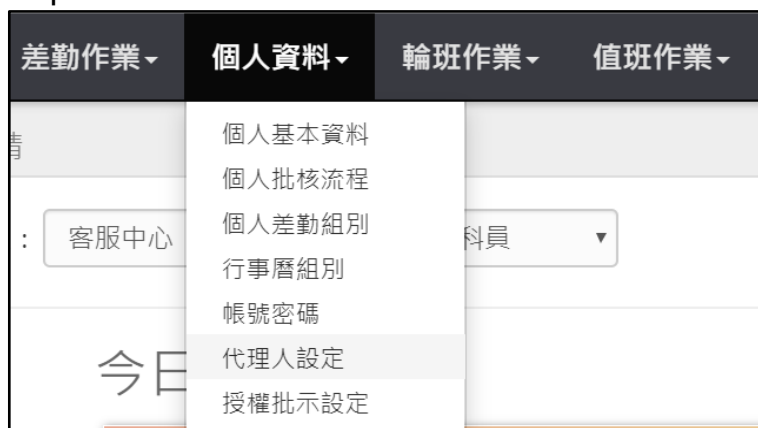 差勤作業 個人資料 輪班作業 值班作業
個人基本資料
個人批核流程
個人差勤組別
: 客服中心 科員
行事曆組別
帳號密碼
代理人設定
今日
授權批示設定